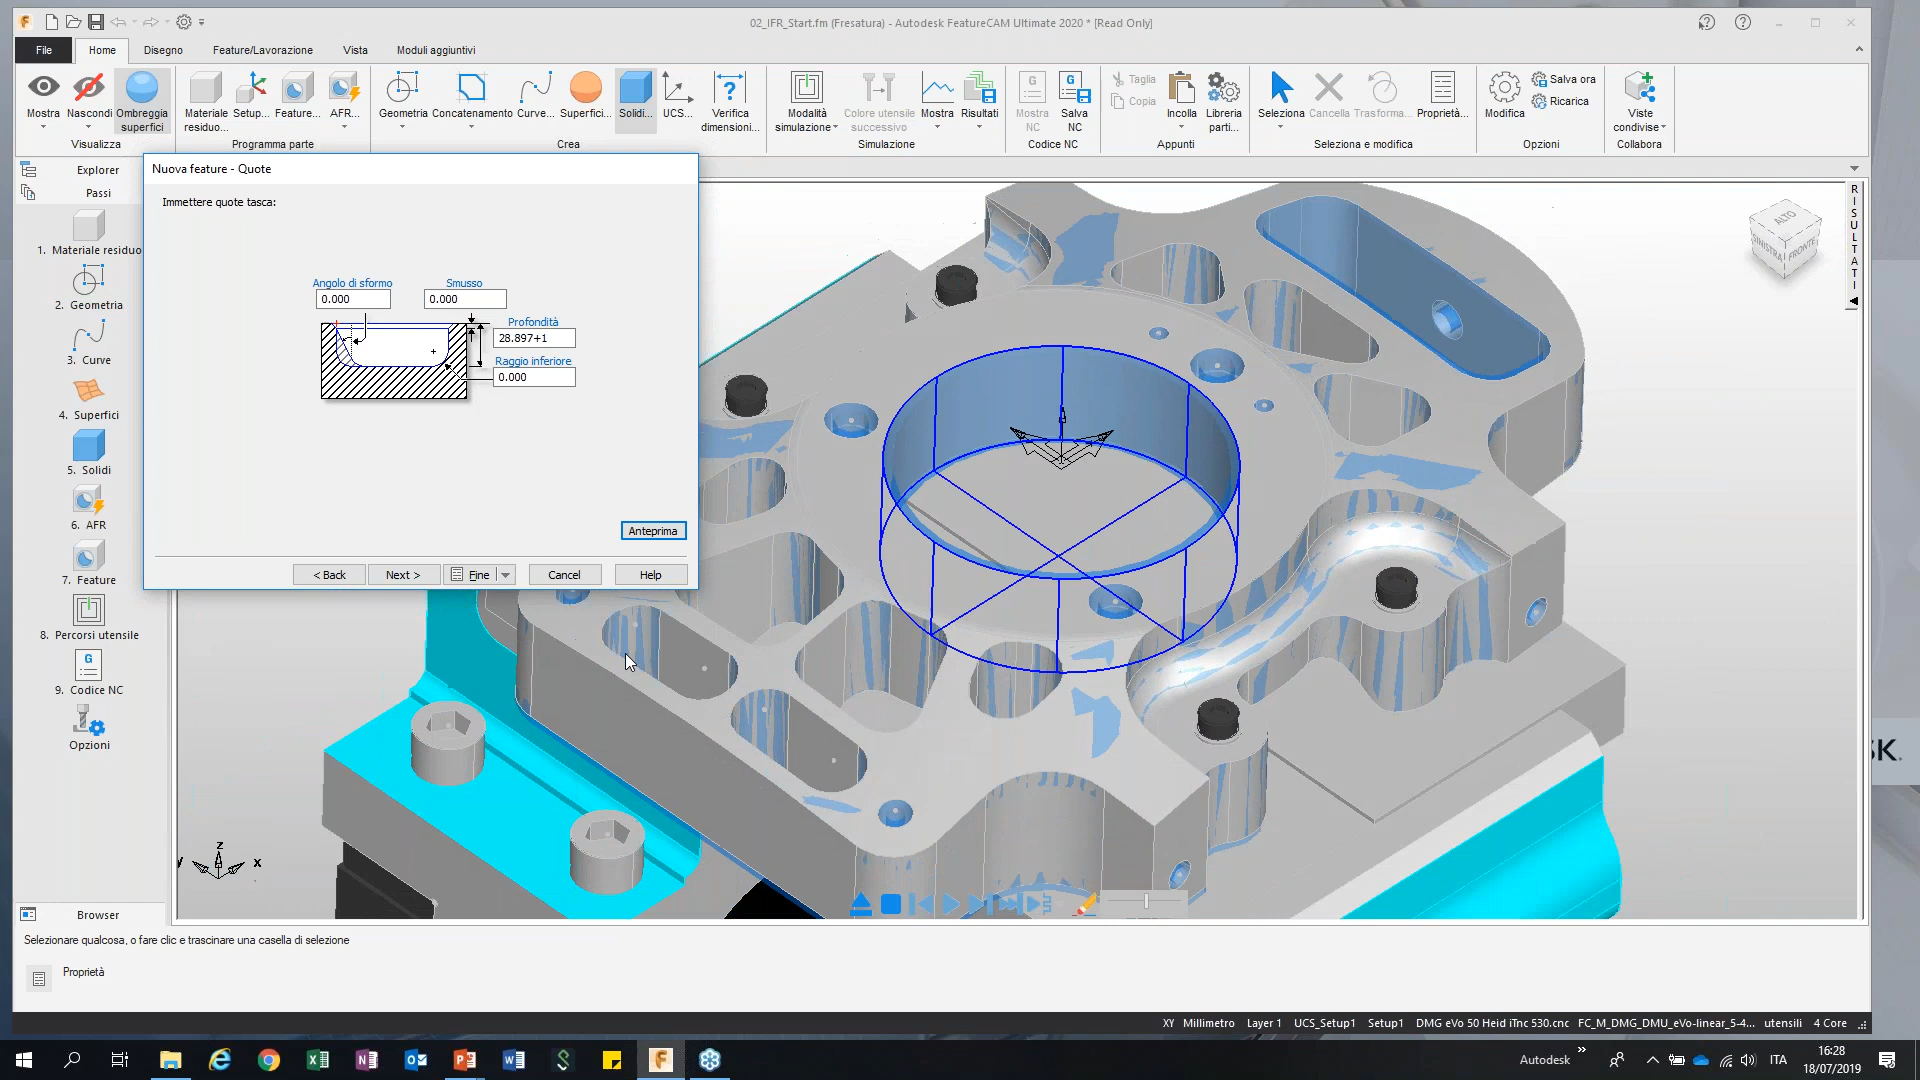 02_IFR_Start.fm (Fresatura) - Autodesk FeatureCAM Ultimate 2020 * [Read Only]
File Home Disegno Feature/Lavorazione Vista Moduli aggiuntivi
Mostra Nascondi Ombreggia superfici
Visualizza
Materiale residuo... Setup... Feature... AFR...
Programma parte
Geometria Concatenamento Curve... Superfici... Solidi... UCS... Verifica dimensioni...
Crea
Modalità simulazione Colore utensile successivo Mostra Risultati
Simulazione
Mostra NC Salva NC
Codice NC
Taglia
Copia
Incolla Libreria parti...
Appunti
Seleziona Cancella Trasforma... Proprietà...
Seleziona e modifica
Modifica
Salva ora
Ricarica
Opzioni
Viste condivise
Collabora
Explorer
Passi
1. Materiale residuo
2. Geometria
3. Curve
4. Superfici
5. Solidi
6. AFR
7. Feature
8. Percorsi utensile
G
9. Codice NC
Opzioni
Browser
Nuova feature - Quote
Immettere quote tasca:
Angolo di sformo
0.000
Smusso
0.000
Profondità
28.897+1
Raggio inferiore
0.000
Anteprima
< Back Next > Fine Cancel Help
ALTO
SINISTRA FRONTE
RISULTATI
Z
X
Selezionare qualcosa, o fare clic e trascinare una casella di selezione
Proprietà
XY Millimetro Layer 1 UCS_Setup1 Setup1 DMG eVo 50 Heid iTnc 530.cnc FC_M_DMG_DMU_eVo-linear_5-4... utensili 4 Core
SK.
Autodesk » ITA
16:28
18/07/2019